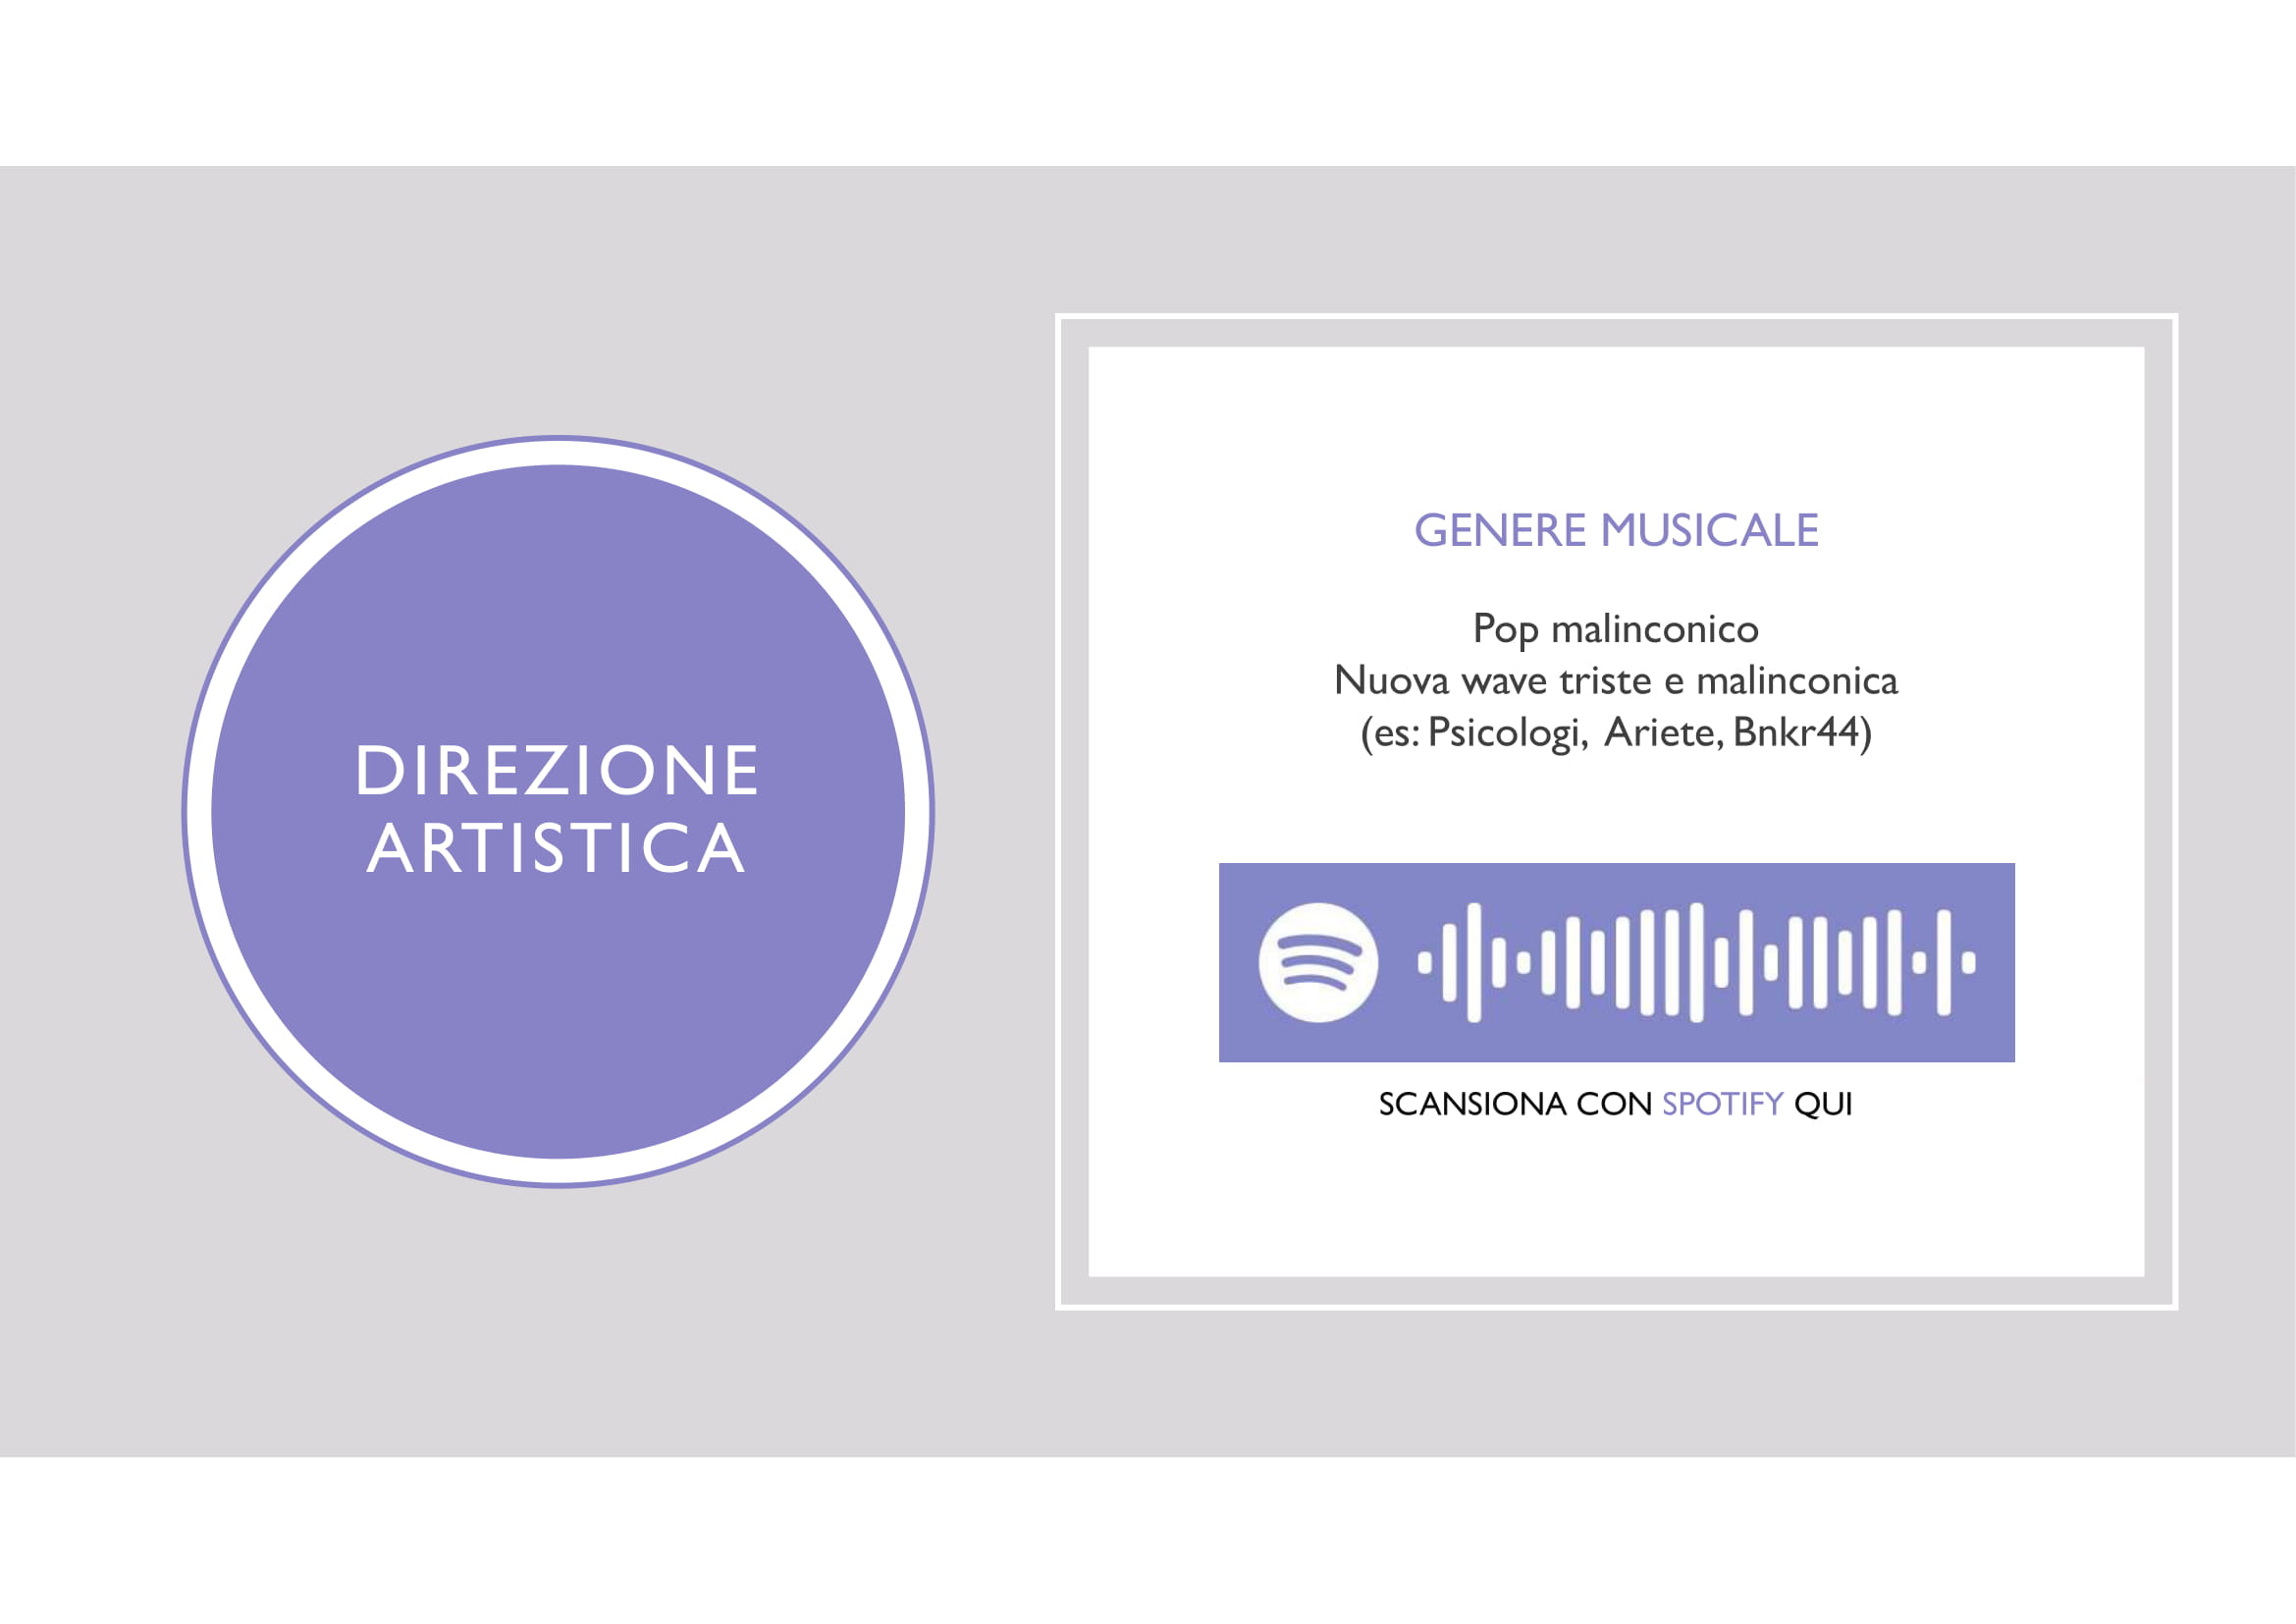 DIREZIONE
ARTISTICA
GENERE MUSICALE
Pop malinconico
Nuova wave triste e malinconica
(es: Psicologi, Ariete, Bnkr44)
SCANSIONA CON SPOTIFY QUI